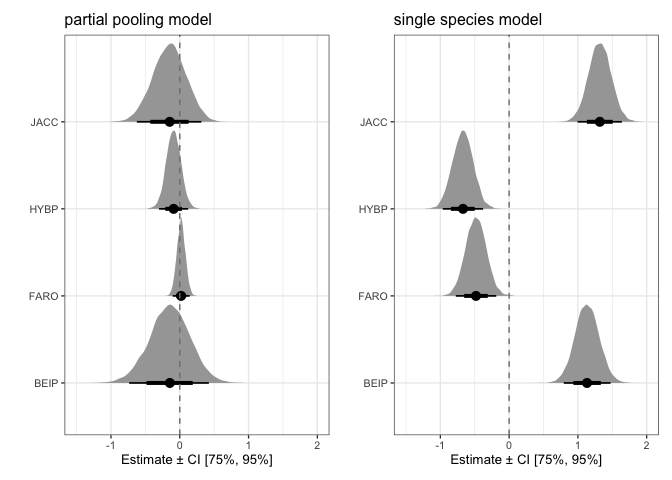 partial pooling model
JACC
HYBP
FARO
BEIP
-1 0 1 2
Estimate ± CI [75%, 95%]
single species model
JACC
HYBP
FARO
BEIP
-1 0 1 2
Estimate ± CI [75%, 95%]